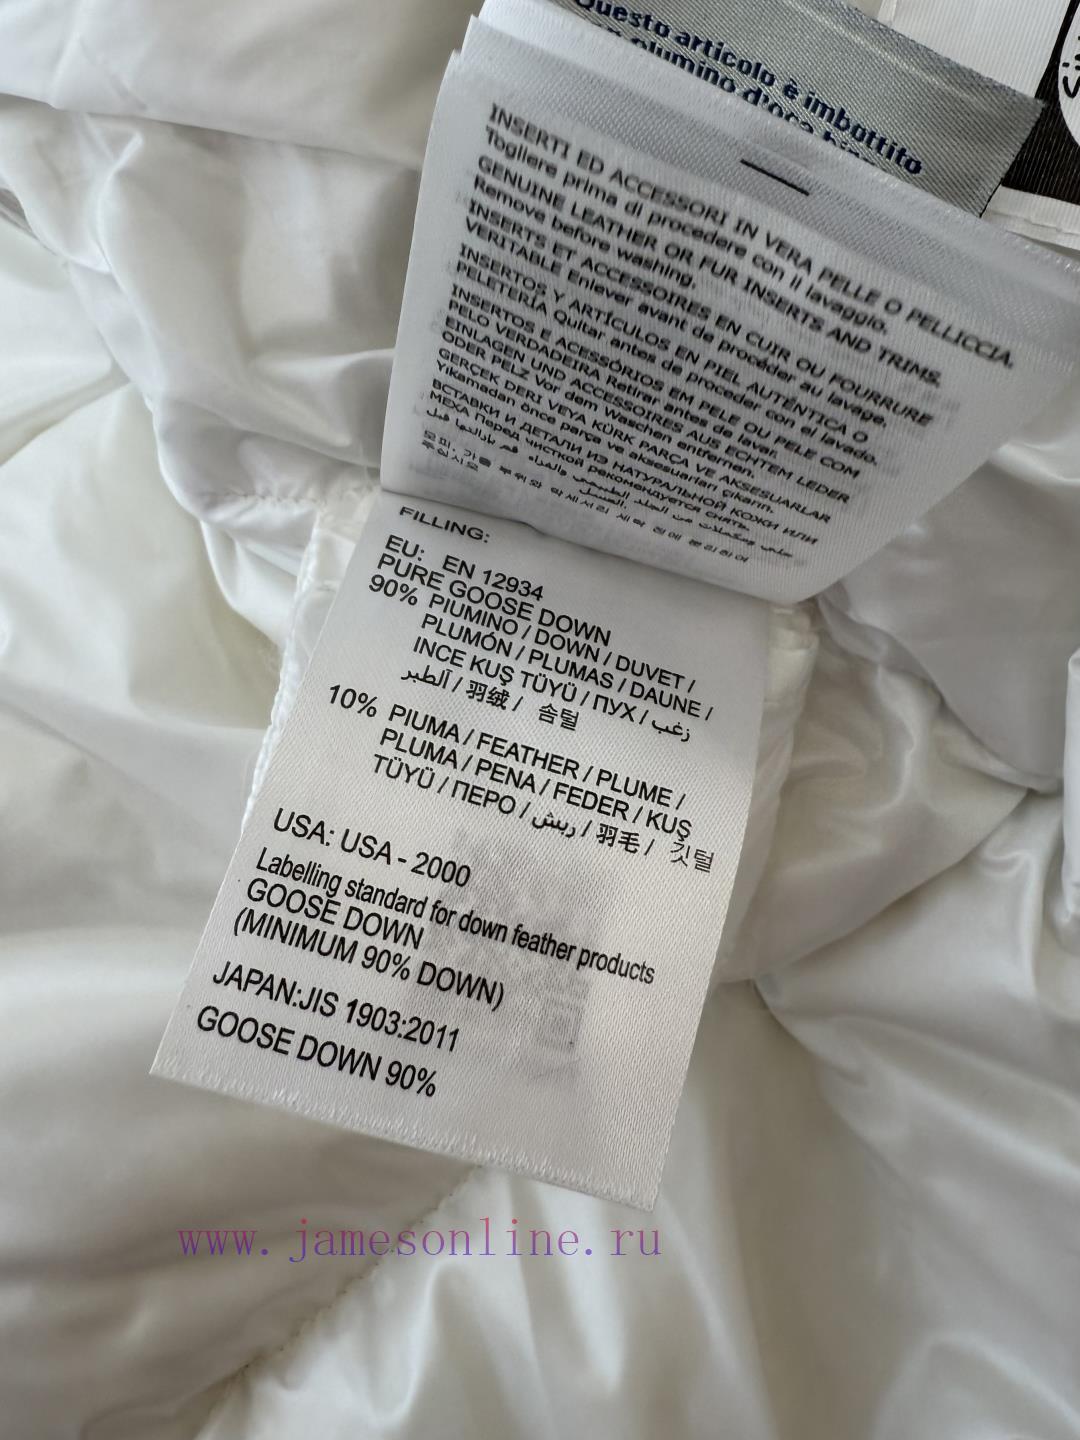 Questo articolo è imbottito
INSERTI ED ACCESSORI IN VERA PELLE O PELLICCIA.
Togliere prima di procedere con il lavaggio.
GENUINE LEATHER OR FUR INSERTS AND TRIMS.
Remove before washing.
INSERTS ET ACCESSOIRES EN CUIR OU FOURRURE
VERITABLE Enlever avant de procéder au lavage.
INSERTOS Y ARTÍCULOS EN PIEL AUTÉNTICA O
PELETERÍA Quitar antes de proceder con el lavado.
INSERTOS E ACESSÓRIOS EM PELE OU PELE COM
PELO VERDADEIRA Retirar antes de lavar.
EINLAGEN UND ACCESSOIRES AUS ECHTEM LEDER
ODER PELZ Vor dem Waschen entfernen.
GERÇEK DERI VEYA KÜRK PARÇA VE AKSESUARLAR
Yıkamadan önce parça ve aksesuarları çıkarın.
ВСТАВКИ И ДЕТАЛИ ИЗ НАТУРАЛЬНОЙ КОЖИ ИЛИ
МЕХА Перед чисткой рекомендуется снять.
FILLING:
EU: EN 12934
PURE GOOSE DOWN
90% PIUMINO / DOWN / DUVET /
PLUMÓN / PLUMAS / DAUNE /
INCE KUŞ TÜYÜ / ПУХ / زغب /
آلطبر / 羽绒 / 솜털
10% PIUMA / FEATHER / PLUME /
PLUMA / PENA / FEDER / KUŞ
TÜYÜ / ПЕРО / ريش / 羽毛 / 깃털
USA: USA - 2000
Labelling standard for down feather products
GOOSE DOWN
(MINIMUM 90% DOWN)
JAPAN:JIS 1903:2011
GOOSE DOWN 90%
www.jamesonline.ru